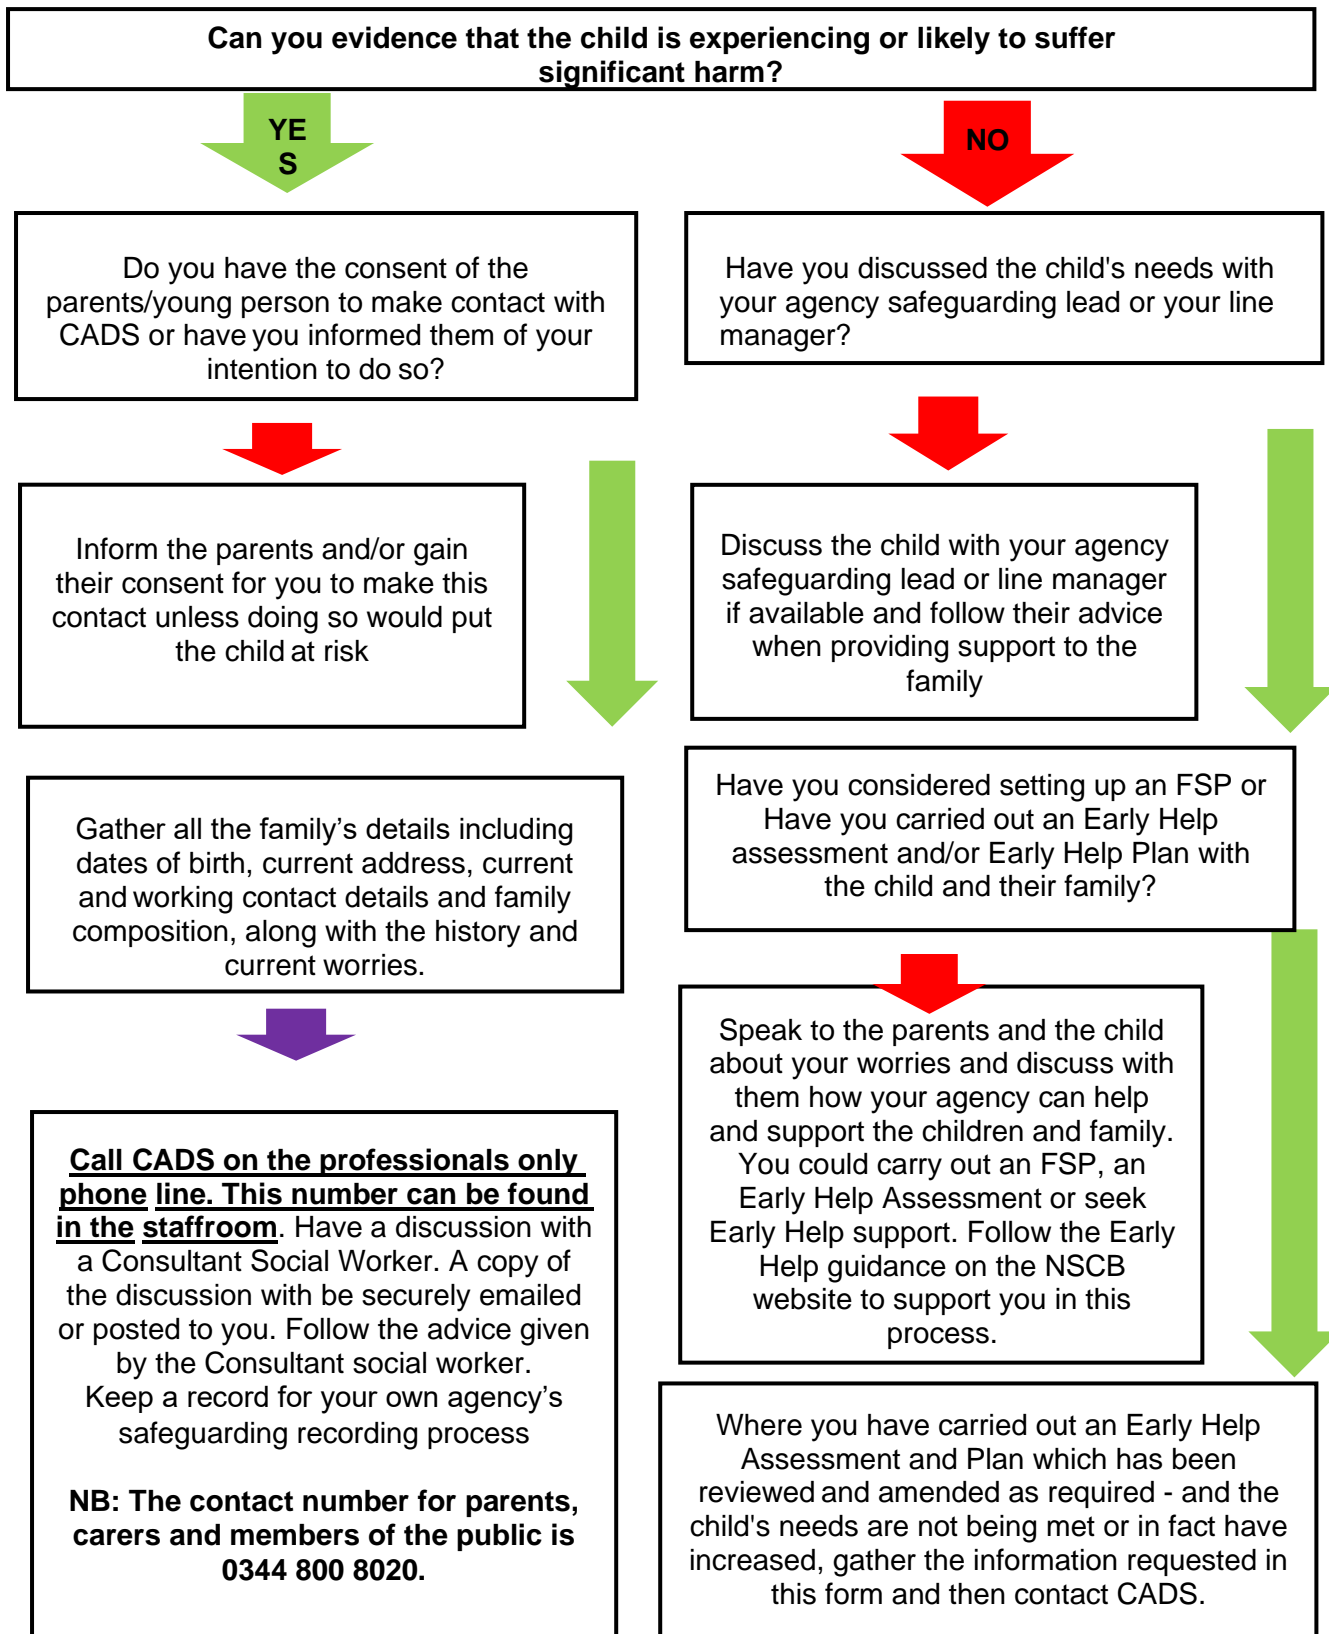 Can you evidence that the child is experiencing or likely to suffer
significant harm?
YE
S
NO
Do you have the consent of the
parents/young person to make contact with
CADS or have you informed them of your
intention to do so?
Have you discussed the child's needs with
your agency safeguarding lead or your line
manager?
Inform the parents and/or gain
their consent for you to make this
contact unless doing so would put
the child at risk
Discuss the child with your agency
safeguarding lead or line manager
if available and follow their advice
when providing support to the
family
Gather all the family's details including
dates of birth, current address, current
and working contact details and family
composition, along with the history and
current worries.
Have you considered setting up an FSP or
Have you carried out an Early Help
assessment and/or Early Help Plan with
the child and their family?
Speak to the parents and the child
about your worries and discuss with
them how your agency can help
and support the children and family.
You could carry out an FSP, an
Early Help Assessment or seek
Early Help support. Follow the Early
Help guidance on the NSCB
website to support you in this
process.
Call CADS on the professionals only
phone line. This number can be found
in the staffroom. Have a discussion with
a Consultant Social Worker. A copy of
the discussion with be securely emailed
or posted to you. Follow the advice given
by the Consultant social worker.
Keep a record for your own agency's
safeguarding recording process
NB: The contact number for parents,
carers and members of the public is
0344 800 8020.
Where you have carried out an Early Help
Assessment and Plan which has been
reviewed and amended as required - and the
child's needs are not being met or in fact have
increased, gather the information requested in
this form and then contact CADS.